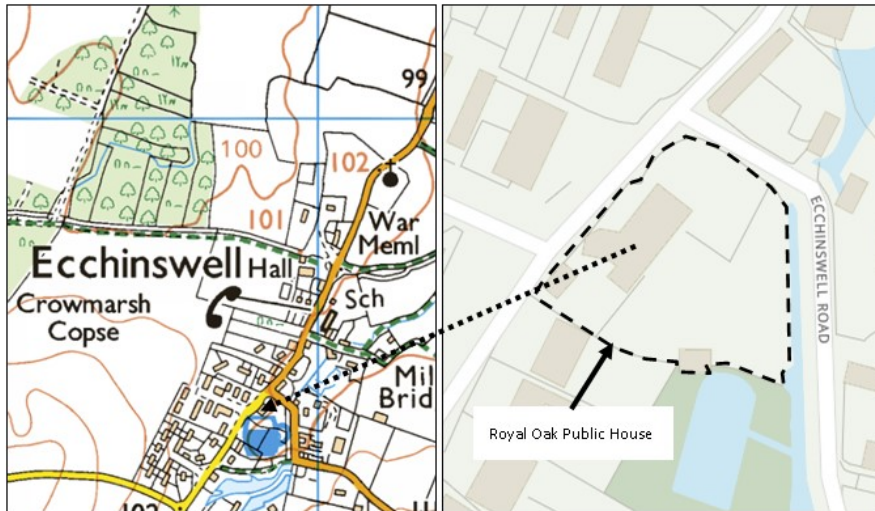 99
100
102
101
War
Meml
Ecchinswell Hall
Crowmarsh
Copse
Sch
Mil
Brid
102
ECCHINSWELL ROAD
Royal Oak Public House